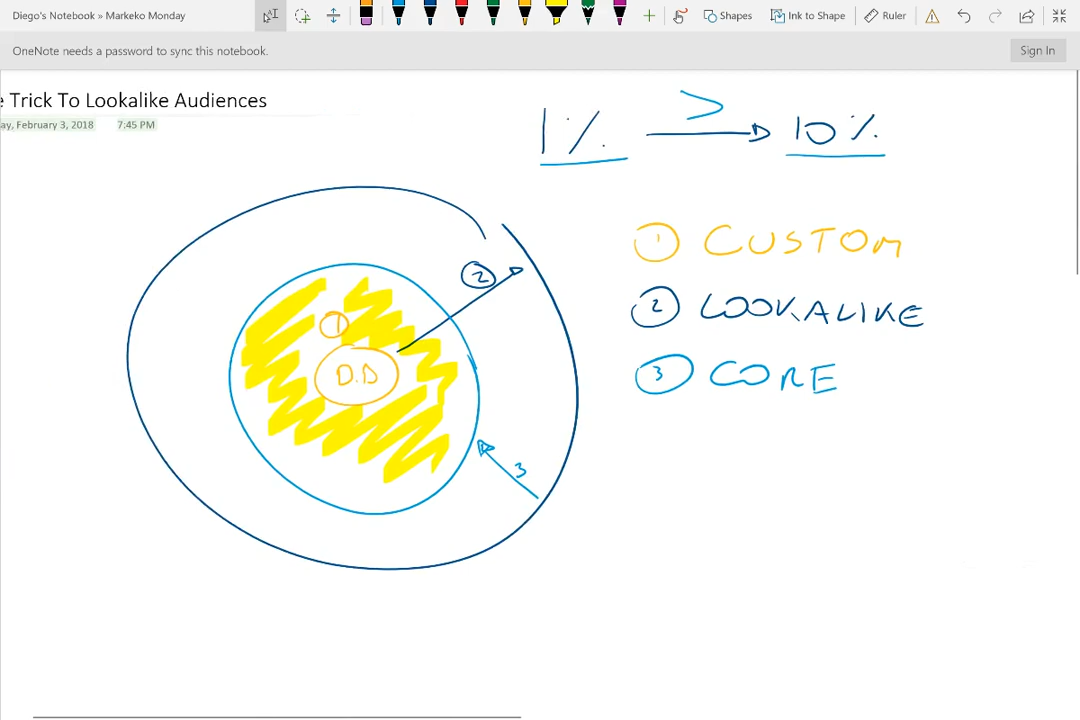 Diego's Notebook » Markeko Monday
Shapes
Ink to Shape
Ruler
OneNote needs a password to sync this notebook.
Sign In
e Trick To Lookalike Audiences
ay, February 3, 2018 7:45 PM
1% > 10%
1 CUSTOM
2 LOOKALIKE
3 CORE
2
1
D.D
3